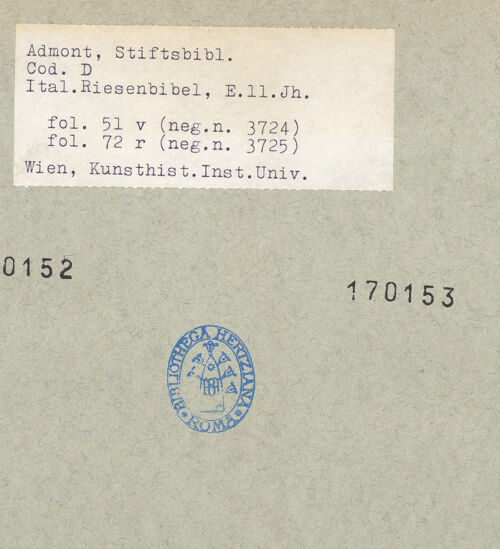 Admont, Stiftsbibl.
Cod. D
Ital.Riesenbibel, E.11.Jh.
fol. 51 v (neg.n. 3724)
fol. 72 r (neg.n. 3725)
Wien, Kunsthist.Inst.Univ.
0152
170153
BIBLIOTHECA HERTZIANA
ROMA